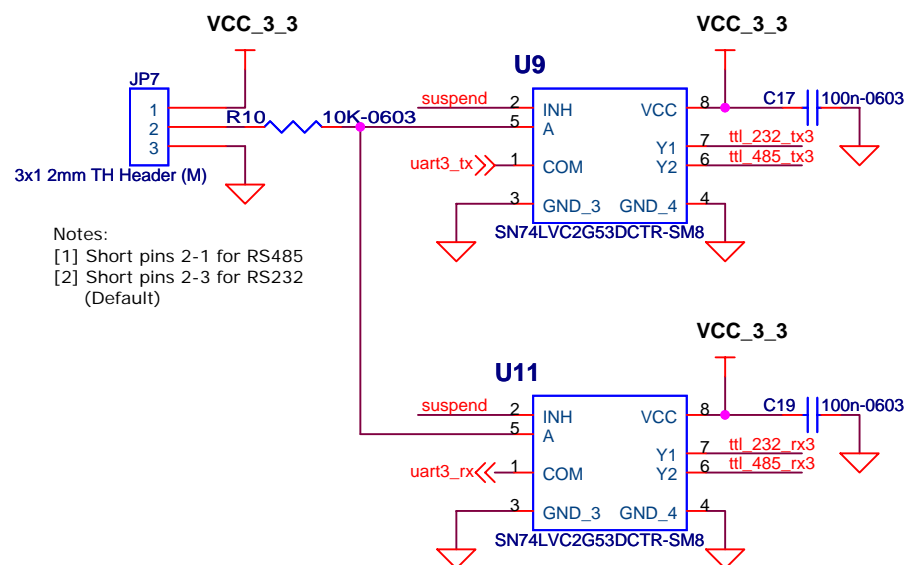 VCC_3_3
JP7
1
2
3
3x1 2mm TH Header (M)
R10
10K-0603
Notes:
[1] Short pins 2-1 for RS485
[2] Short pins 2-3 for RS232
(Default)
VCC_3_3
U9
suspend
2
INH
5
A
uart3_tx
1
COM
3
GND_3
VCC
8
Y1
7
ttl_232_tx3
Y2
6
ttl_485_tx3
GND_4
4
C17
100n-0603
SN74LVC2G53DCTR-SM8
VCC_3_3
U11
suspend
2
INH
5
A
uart3_rx
1
COM
3
GND_3
VCC
8
Y1
7
ttl_232_rx3
Y2
6
ttl_485_rx3
GND_4
4
C19
100n-0603
SN74LVC2G53DCTR-SM8